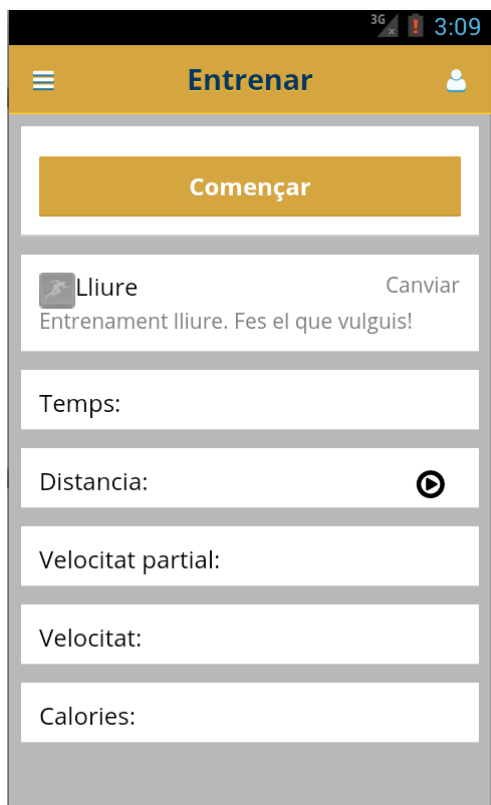 3G 3:09
Entrenar
Començar
Lliure Canviar
Entrenament lliure. Fes el que vulguis!
Temps:
Distancia:
Velocitat partial:
Velocitat:
Calories: